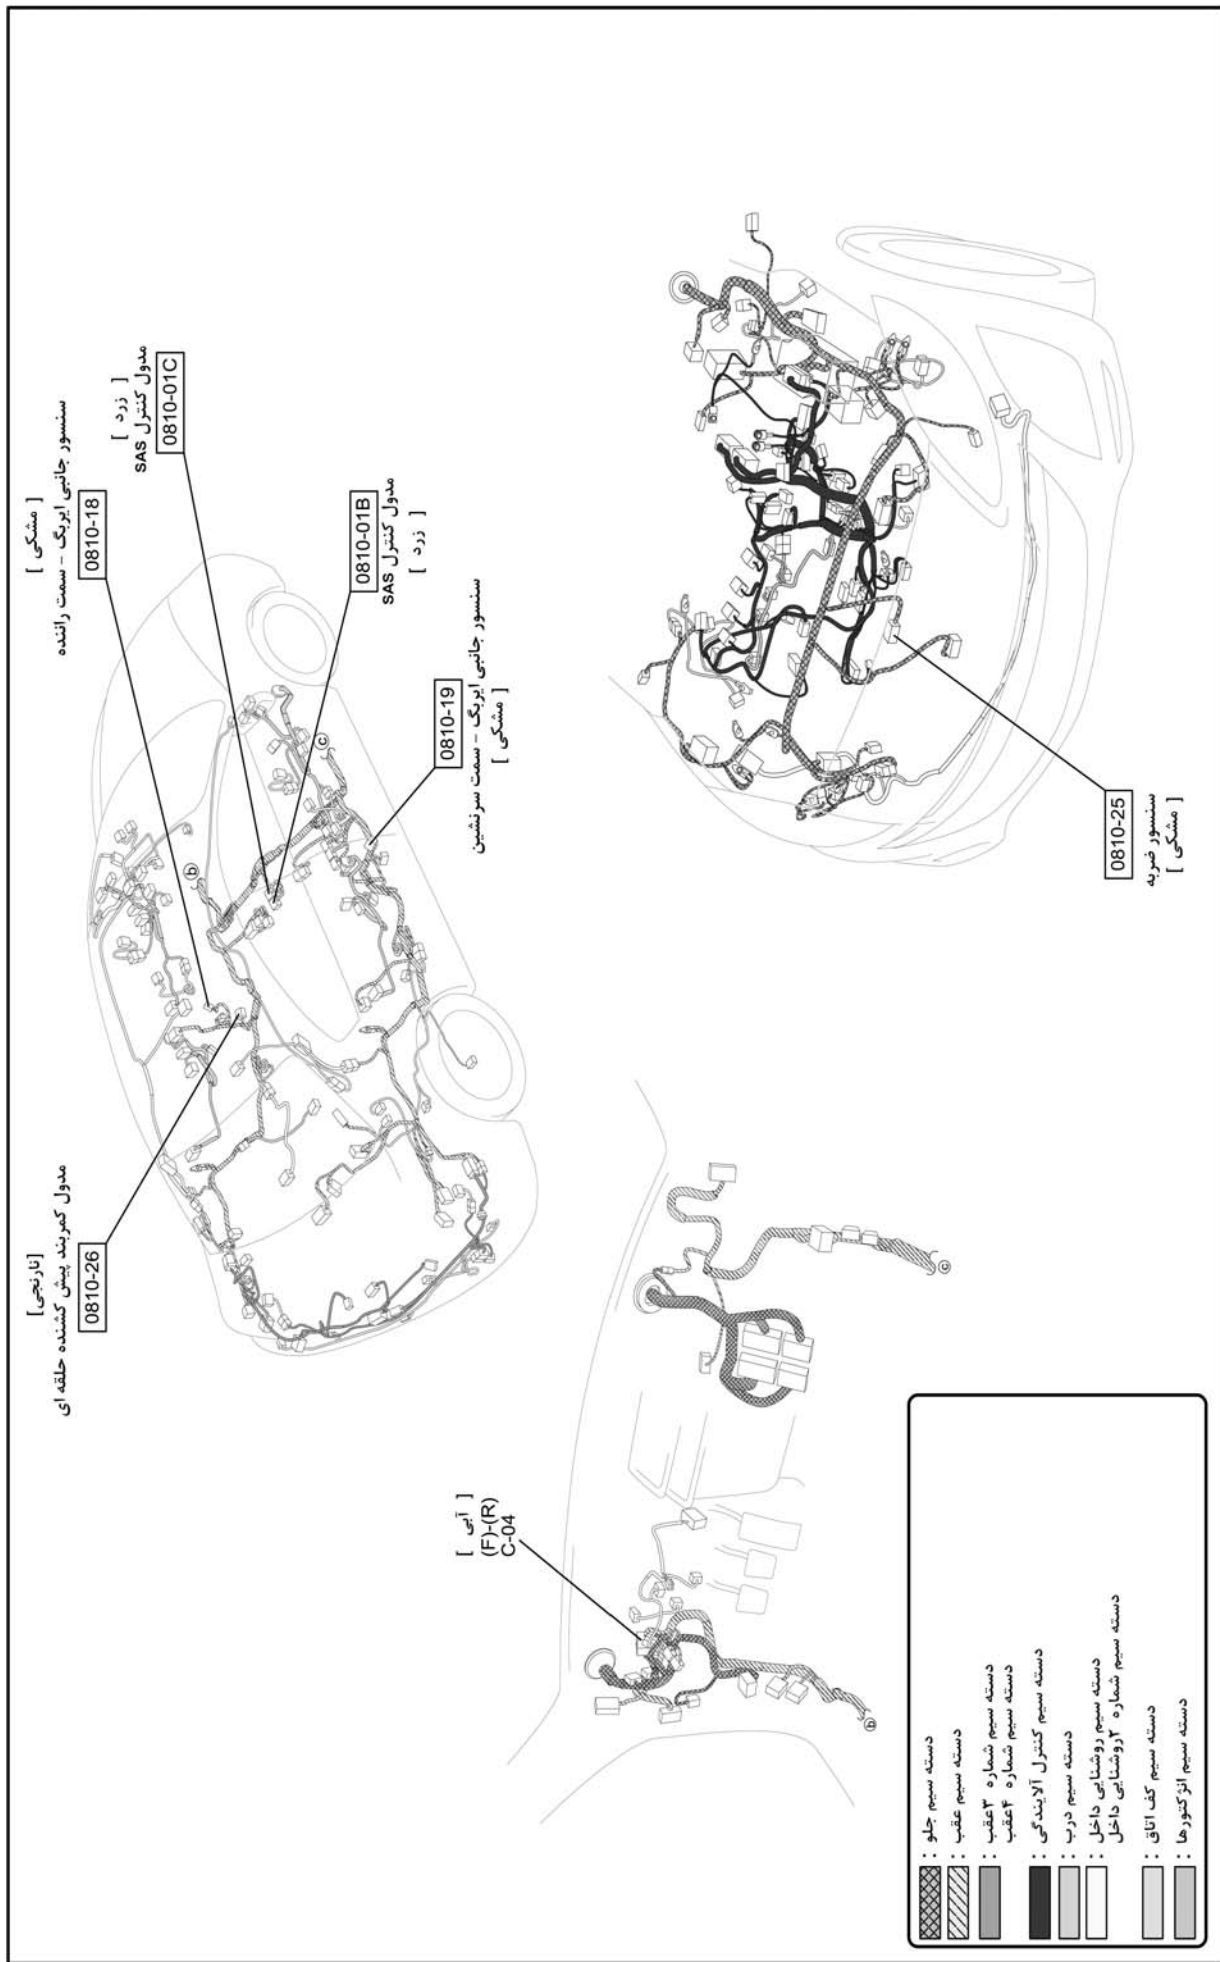 مدول کمربند پیش کشنده حلقه ای
[نارنجی]
0810-26
سنسور جانبی ایربگ - سمت راننده
[ مشکی ]
0810-18
مدول کنترل SAS
[ زرد ]
0810-01C
0810-01B
مدول کنترل SAS
[ زرد ]
0810-19
سنسور جانبی ایربگ - سمت سرنشین
[ مشکی ]
b
c
[ آبی ]
(F)-(R)
C-04
b
c
0810-25
سنسور ضربه
[ مشکی ]
دسته سیم جلو :
دسته سیم عقب :
دسته سیم شماره ۳عقب :
دسته سیم شماره ۴عقب
دسته سیم کنترل آلایندگی :
دسته سیم درب :
دسته سیم روشنایی داخل :
دسته سیم شماره ۲روشنایی داخل
دسته سیم کف اتاق :
دسته سیم انژکتورها :